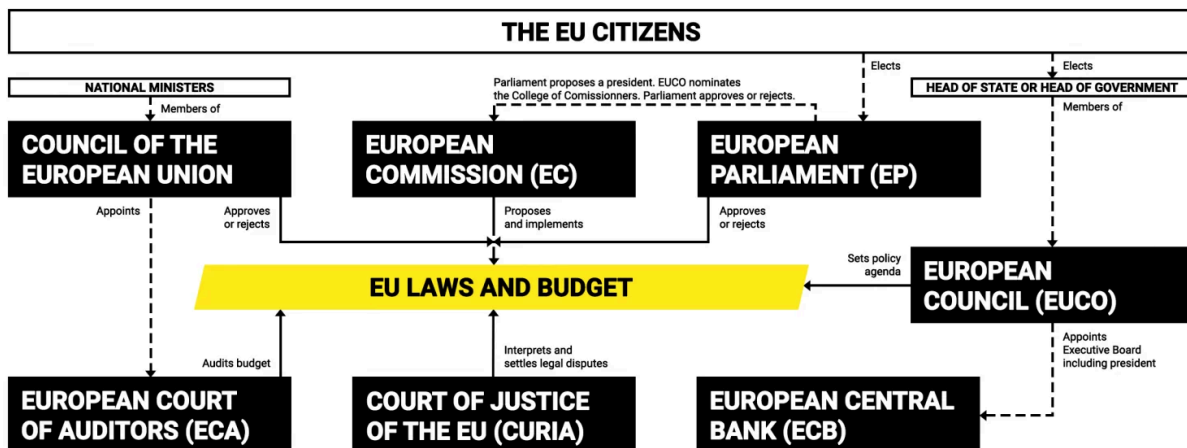 THE EU CITIZENS
Elects
Elects
NATIONAL MINISTERS
Parliament proposes a president. EUCO nominates
the College of Comissionners. Parliament approves or rejects.
HEAD OF STATE OR HEAD OF GOVERNMENT
Members of
Members of
COUNCIL OF THE
EUROPEAN UNION
EUROPEAN
COMMISSION (EC)
EUROPEAN
PARLIAMENT (EP)
Appoints
Approves
or rejects
Proposes
and implements
Approves
or rejects
Sets policy
agenda
EUROPEAN
COUNCIL (EUCO)
EU LAWS AND BUDGET
Audits budget
Interprets and
settles legal disputes
Appoints
Executive Board
including president
EUROPEAN COURT
OF AUDITORS (ECA)
COURT OF JUSTICE
OF THE EU (CURIA)
EUROPEAN CENTRAL
BANK (ECB)